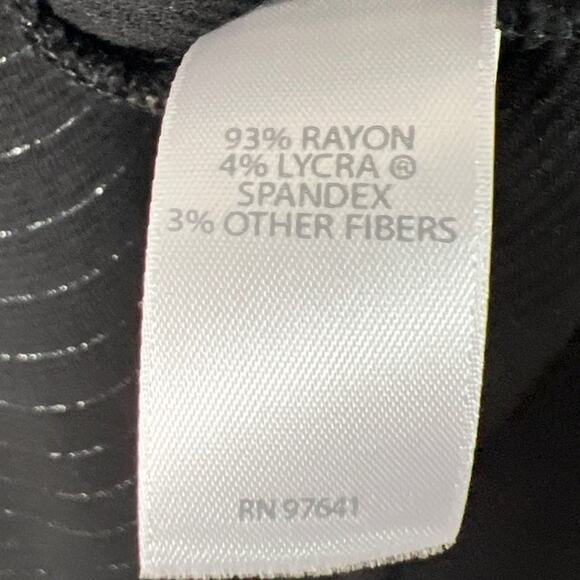 93% RAYON
4% LYCRA ®
SPANDEX
3% OTHER FIBERS
RN 97641